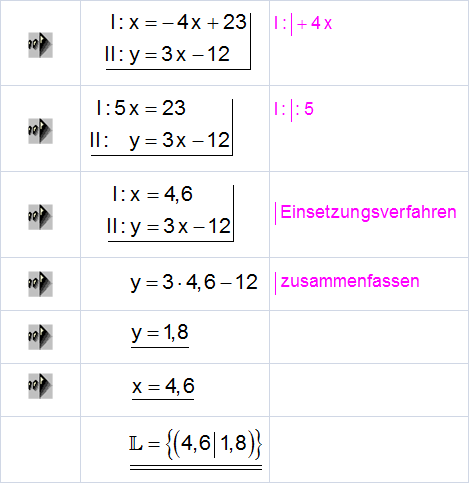 I: x = −4x + 23 I: | + 4x
II: y = 3x − 12
I: 5x = 23 I: | : 5
II: y = 3x − 12
I: x = 4,6
II: y = 3x − 12 | Einsetzungsverfahren
y = 3 · 4,6 − 12 | zusammenfassen
y = 1,8
x = 4,6
𝕃 = {(4,6 | 1,8)}